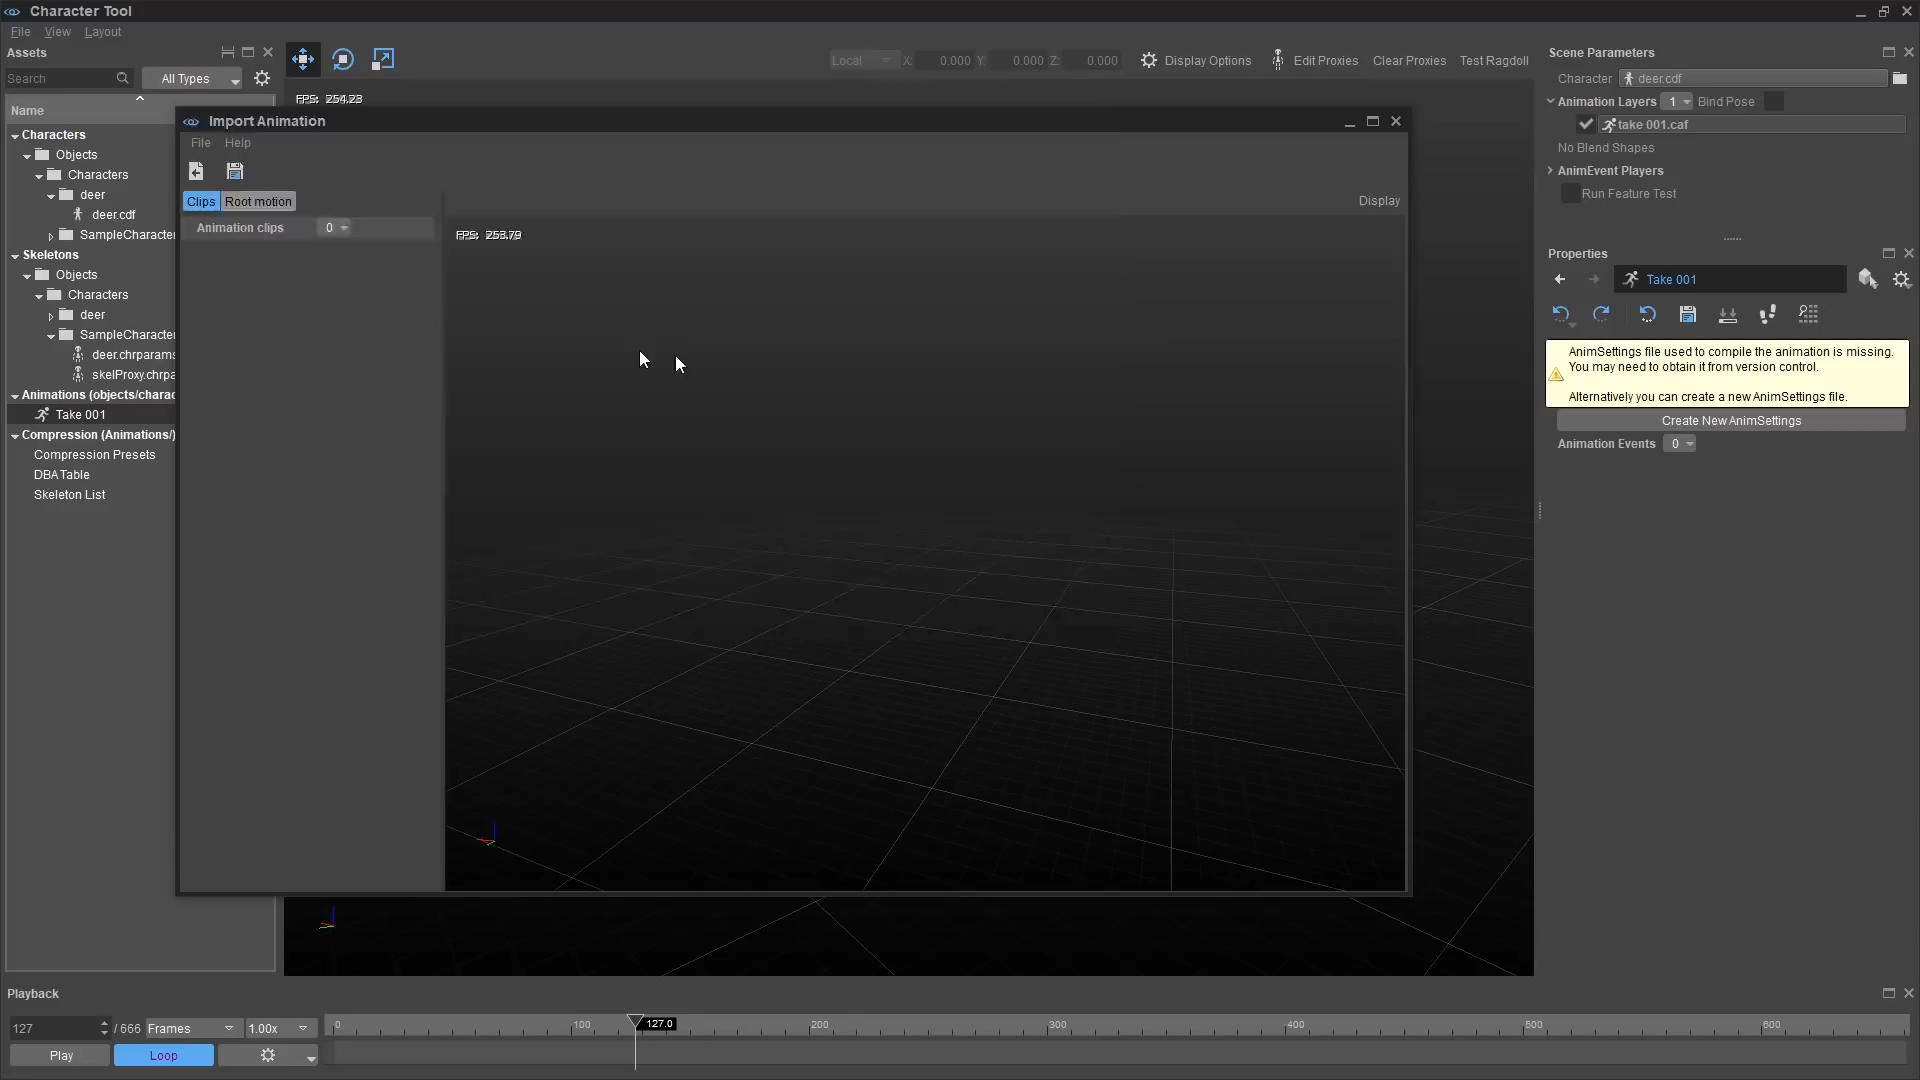 Character Tool
File View Layout
Assets
Search
All Types
Name
Characters
Objects
Characters
deer
deer.cdf
SampleCharacter
Skeletons
Objects
Characters
deer
SampleCharacter
deer.chrparams
skelProxy.chrpa
Animations (objects/charac
Take 001
Compression (Animations/)
Compression Presets
DBA Table
Skeleton List
Local X: 0.000 Y: 0.000 Z: 0.000 Display Options Edit Proxies Clear Proxies Test Ragdoll
FPS: 254.23
Import Animation
File Help
Clips Root motion
Display
Animation clips 0
FPS: 253.79
Scene Parameters
Character deer.cdf
Animation Layers 1 Bind Pose
take 001.caf
No Blend Shapes
AnimEvent Players
Run Feature Test
Properties
Take 001
AnimSettings file used to compile the animation is missing.
You may need to obtain it from version control.
Alternatively you can create a new AnimSettings file.
Create New AnimSettings
Animation Events 0
Playback
127 / 666 Frames 1.00x
0 100 127.0 200 300 400 500 600
Play Loop